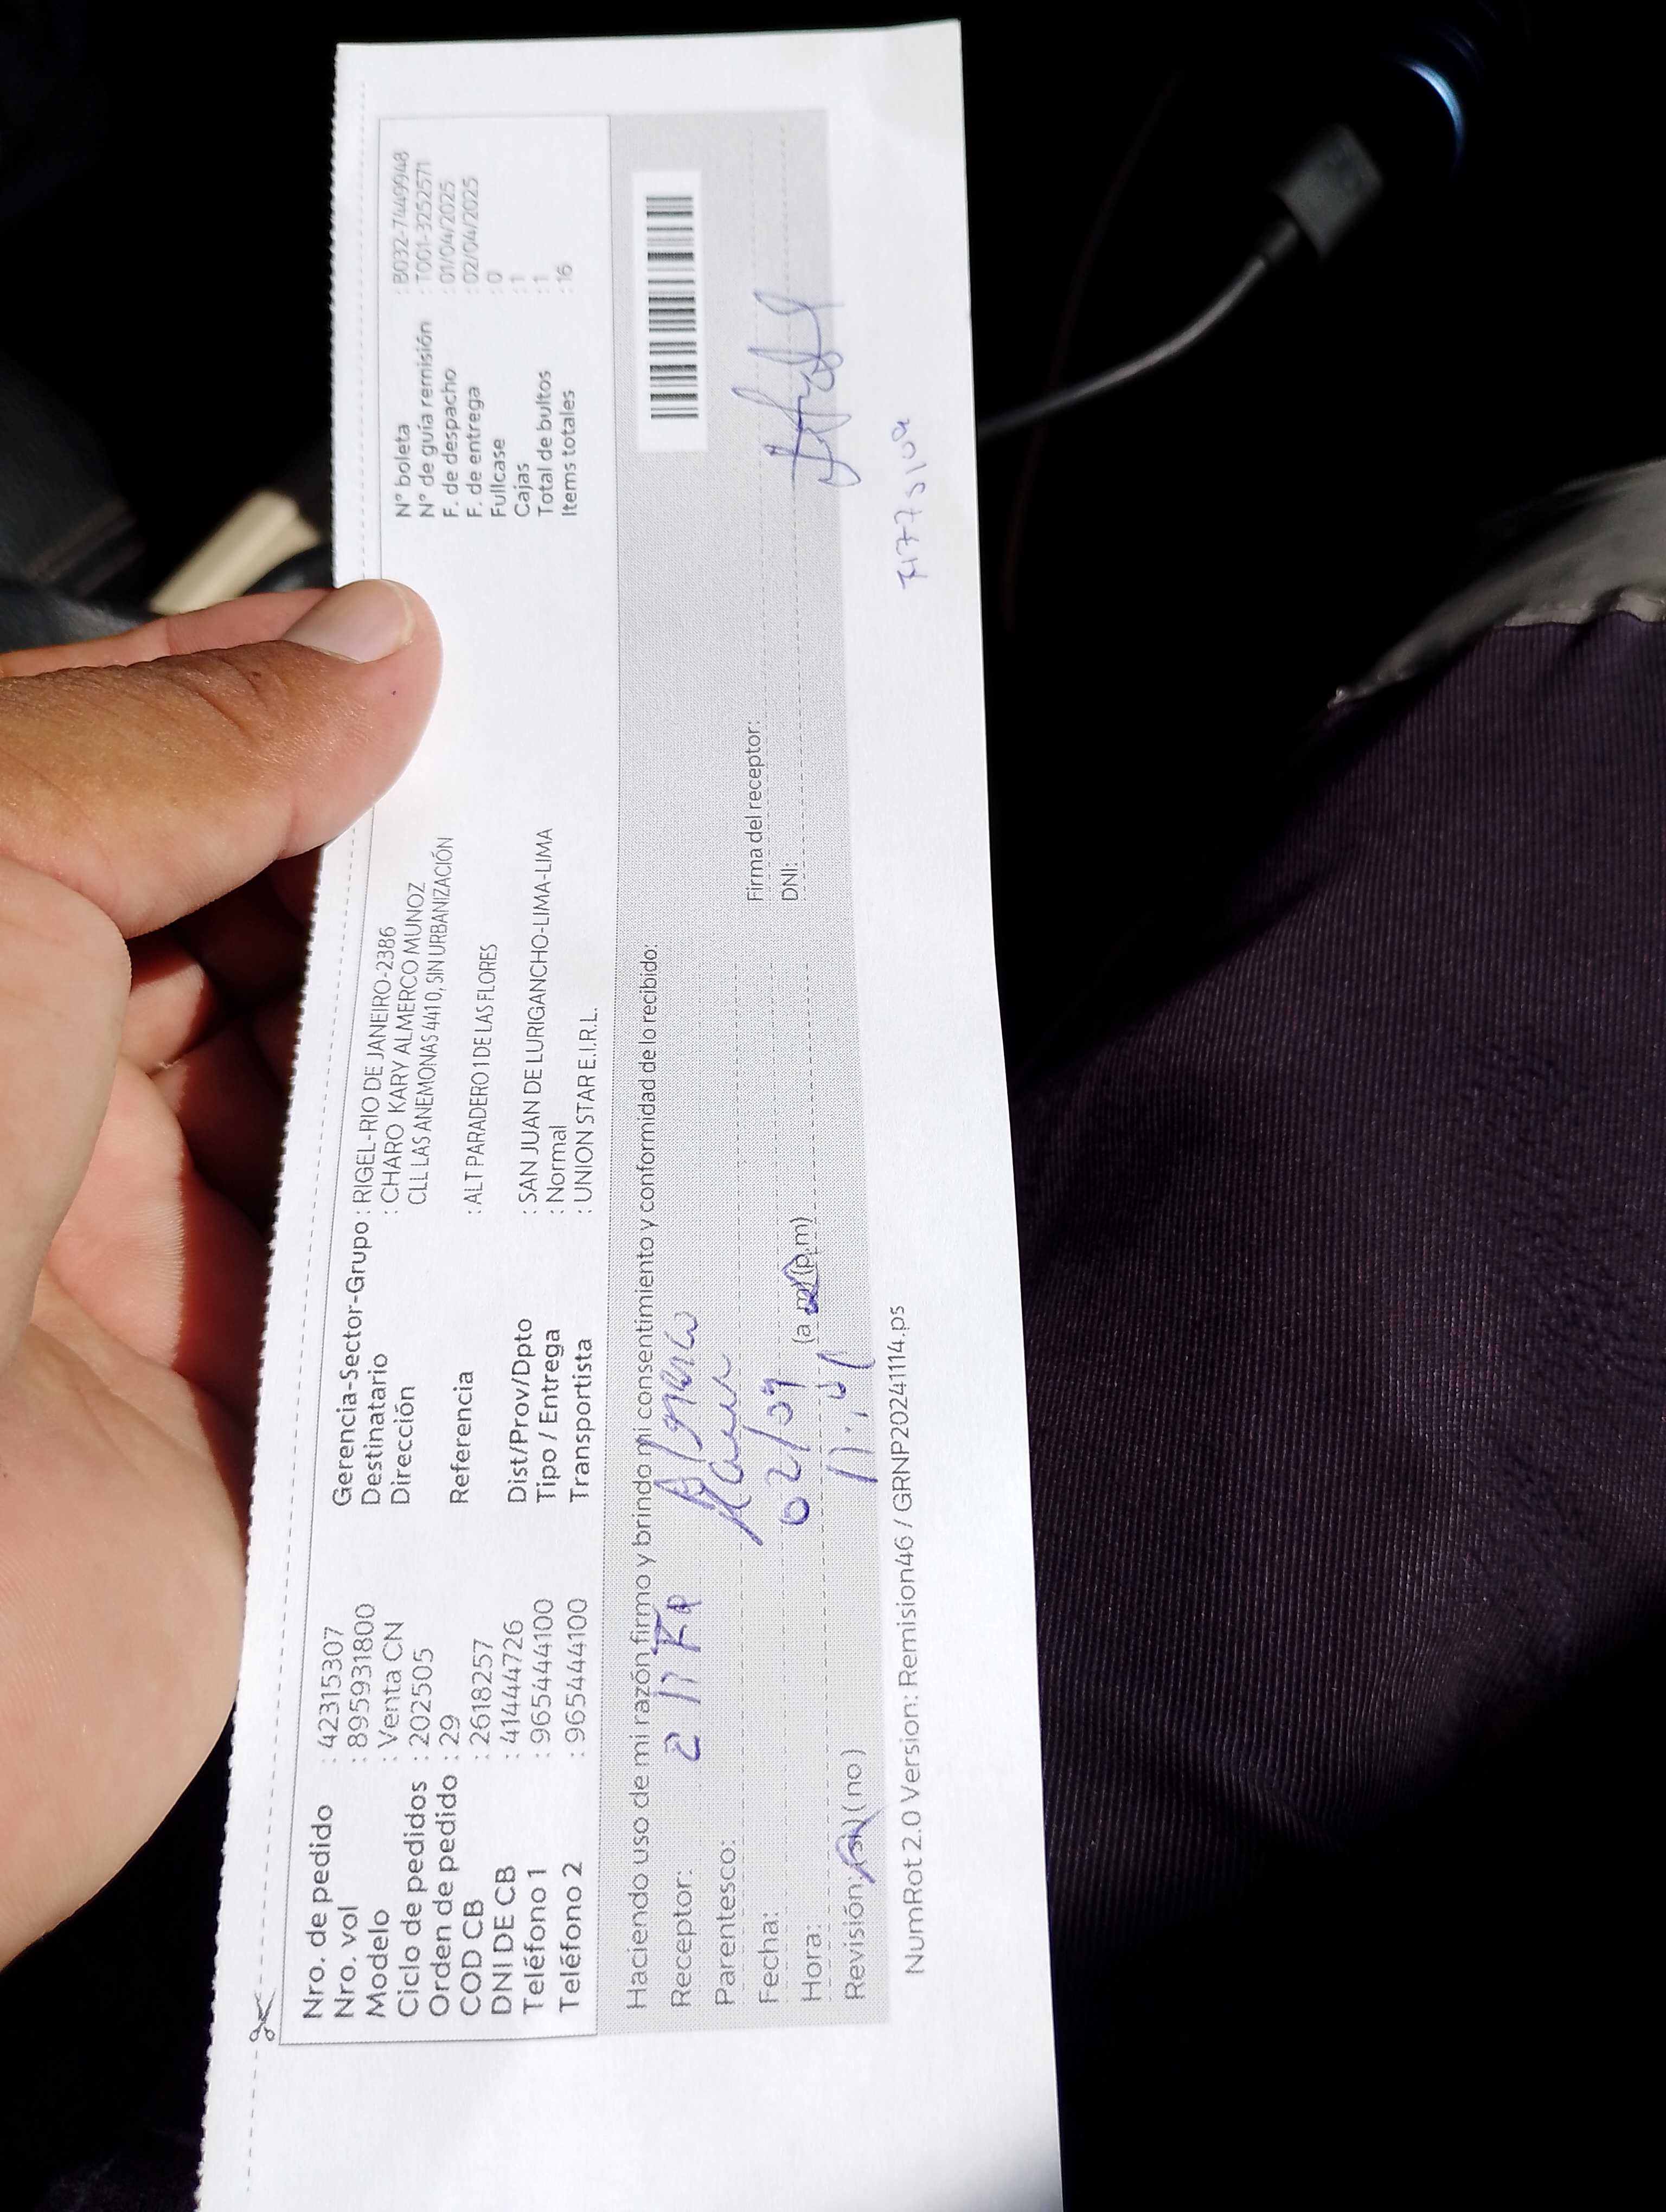 Nro. de pedido : 42315307
Nro. vol : 895931800
Modelo : Venta CN
Ciclo de pedidos : 202505
Orden de pedido : 29
COD CB : 2618257
DNI DE CB : 41444726
Teléfono 1 : 965444100
Teléfono 2 : 965444100
Gerencia-Sector-Grupo : RIGEL-RIO DE JANEIRO-2386
Destinatario : CHARO KARY ALMERCO MUNOZ
Dirección CLL LAS ANEMONAS 4410, SIN URBANIZACIÓN
Referencia : ALT PARADERO 1 DE LAS FLORES
Dist/Prov/Dpto : SAN JUAN DE LURIGANCHO-LIMA-LIMA
Tipo / Entrega : Normal
Transportista : UNION STAR E.I.R.L.
N° boleta : B032-7449948
N° de guía remisión : T001-3252571
F. de despacho : 01/04/2025
F. de entrega : 02/04/2025
Fullcase : 0
Cajas : 1
Total de bultos : 1
Items totales : 16
Haciendo uso de mi razón firmo y brindo mi consentimiento y conformidad de lo recibido:
Receptor:
Parentesco:
Fecha: 02/04
Hora: (a.m) (p.m)
Revisión: (si) (no)
Firma del receptor:
DNI:
NumRot 2.0 Version: Remision46 / GRNP20241114.ps